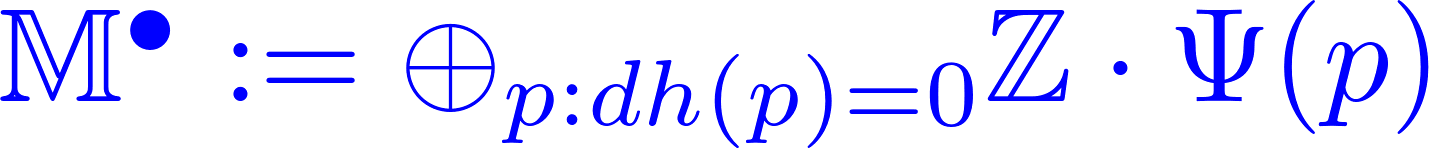 𝕄• := ⊕_{p:dh(p)=0} ℤ · Ψ(p)